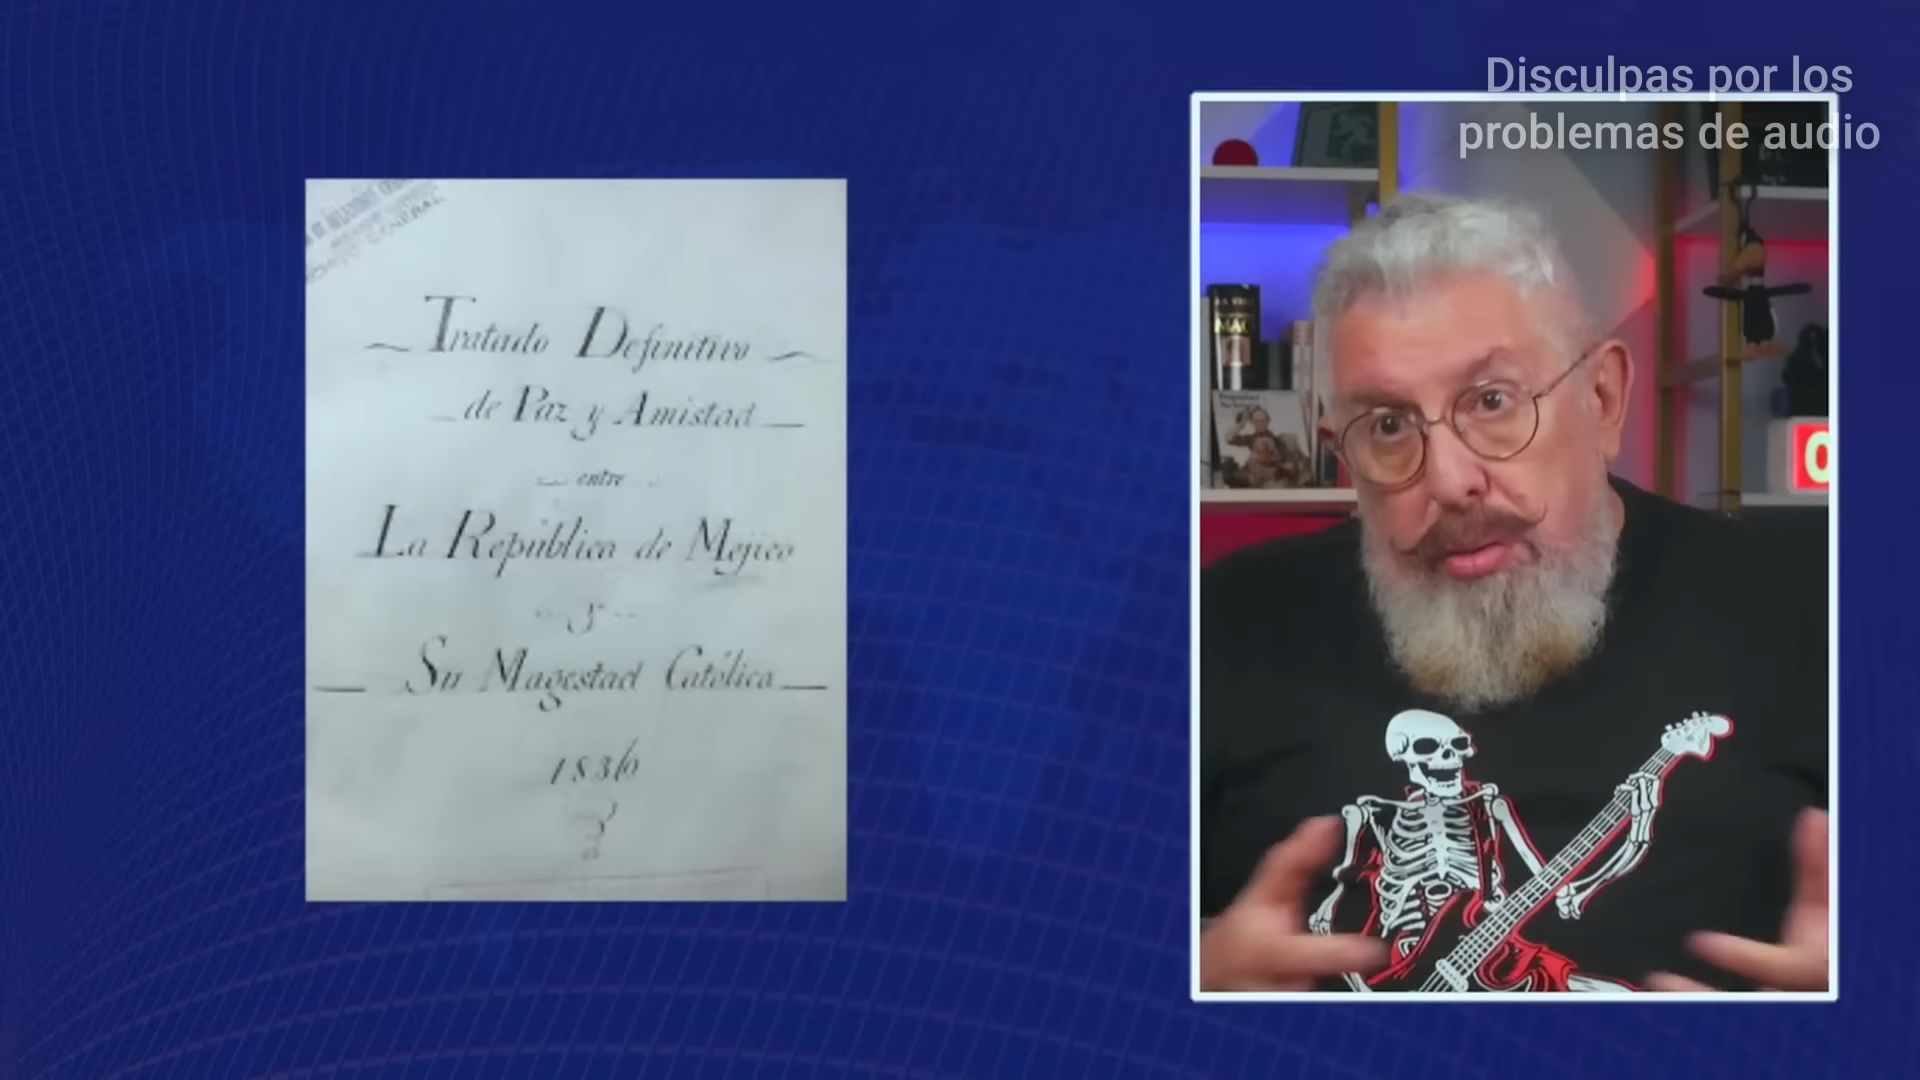 Disculpas por los
problemas de audio
GENERAL
Tratado Definitivo
de Paz y Amistad
entre
La República de Mejico
y
Su Magestad Católica
1836